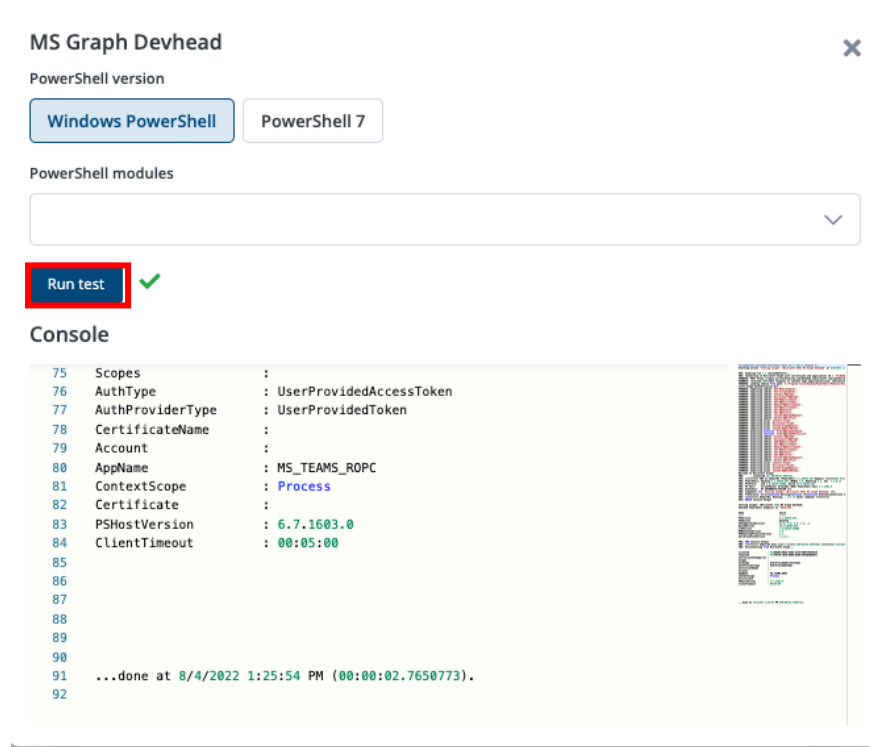 MS Graph Devhead
PowerShell version
Windows PowerShell
PowerShell 7
PowerShell modules
Run test
Console
75 Scopes :
76 AuthType : UserProvidedAccessToken
77 AuthProviderType : UserProvidedToken
78 CertificateName :
79 Account :
80 AppName : MS_TEAMS_ROPC
81 ContextScope : Process
82 Certificate :
83 PSHostVersion : 6.7.1603.0
84 ClientTimeout : 00:05:00
85
86
87
88
89
90
91 ...done at 8/4/2022 1:25:54 PM (00:00:02.7650773).
92